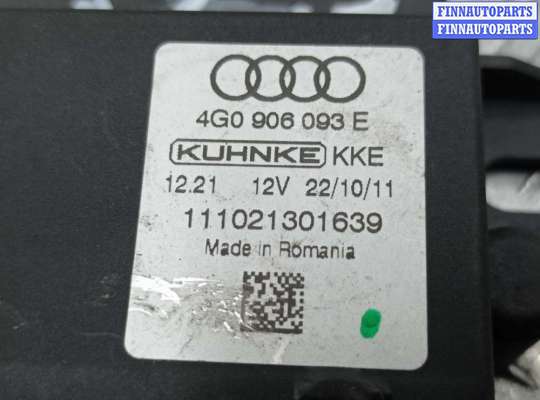 FINNAUTOPARTS
FINNAUTOPARTS
4G0 906 093 E
KUHNKE KKE
12.21 12V 22/10/11
111021301639
Made in Romania